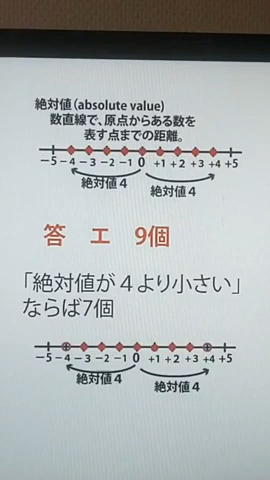 絶対値（absolute value）
数直線で、原点からある数を
表す点までの距離。
−5 −4 −3 −2 −1 0 +1 +2 +3 +4 +5
絶対値４ 絶対値４
答 エ 9個
「絶対値が４より小さい」
ならば7個
−5 −4 −3 −2 −1 0 +1 +2 +3 +4 +5
絶対値４ 絶対値４